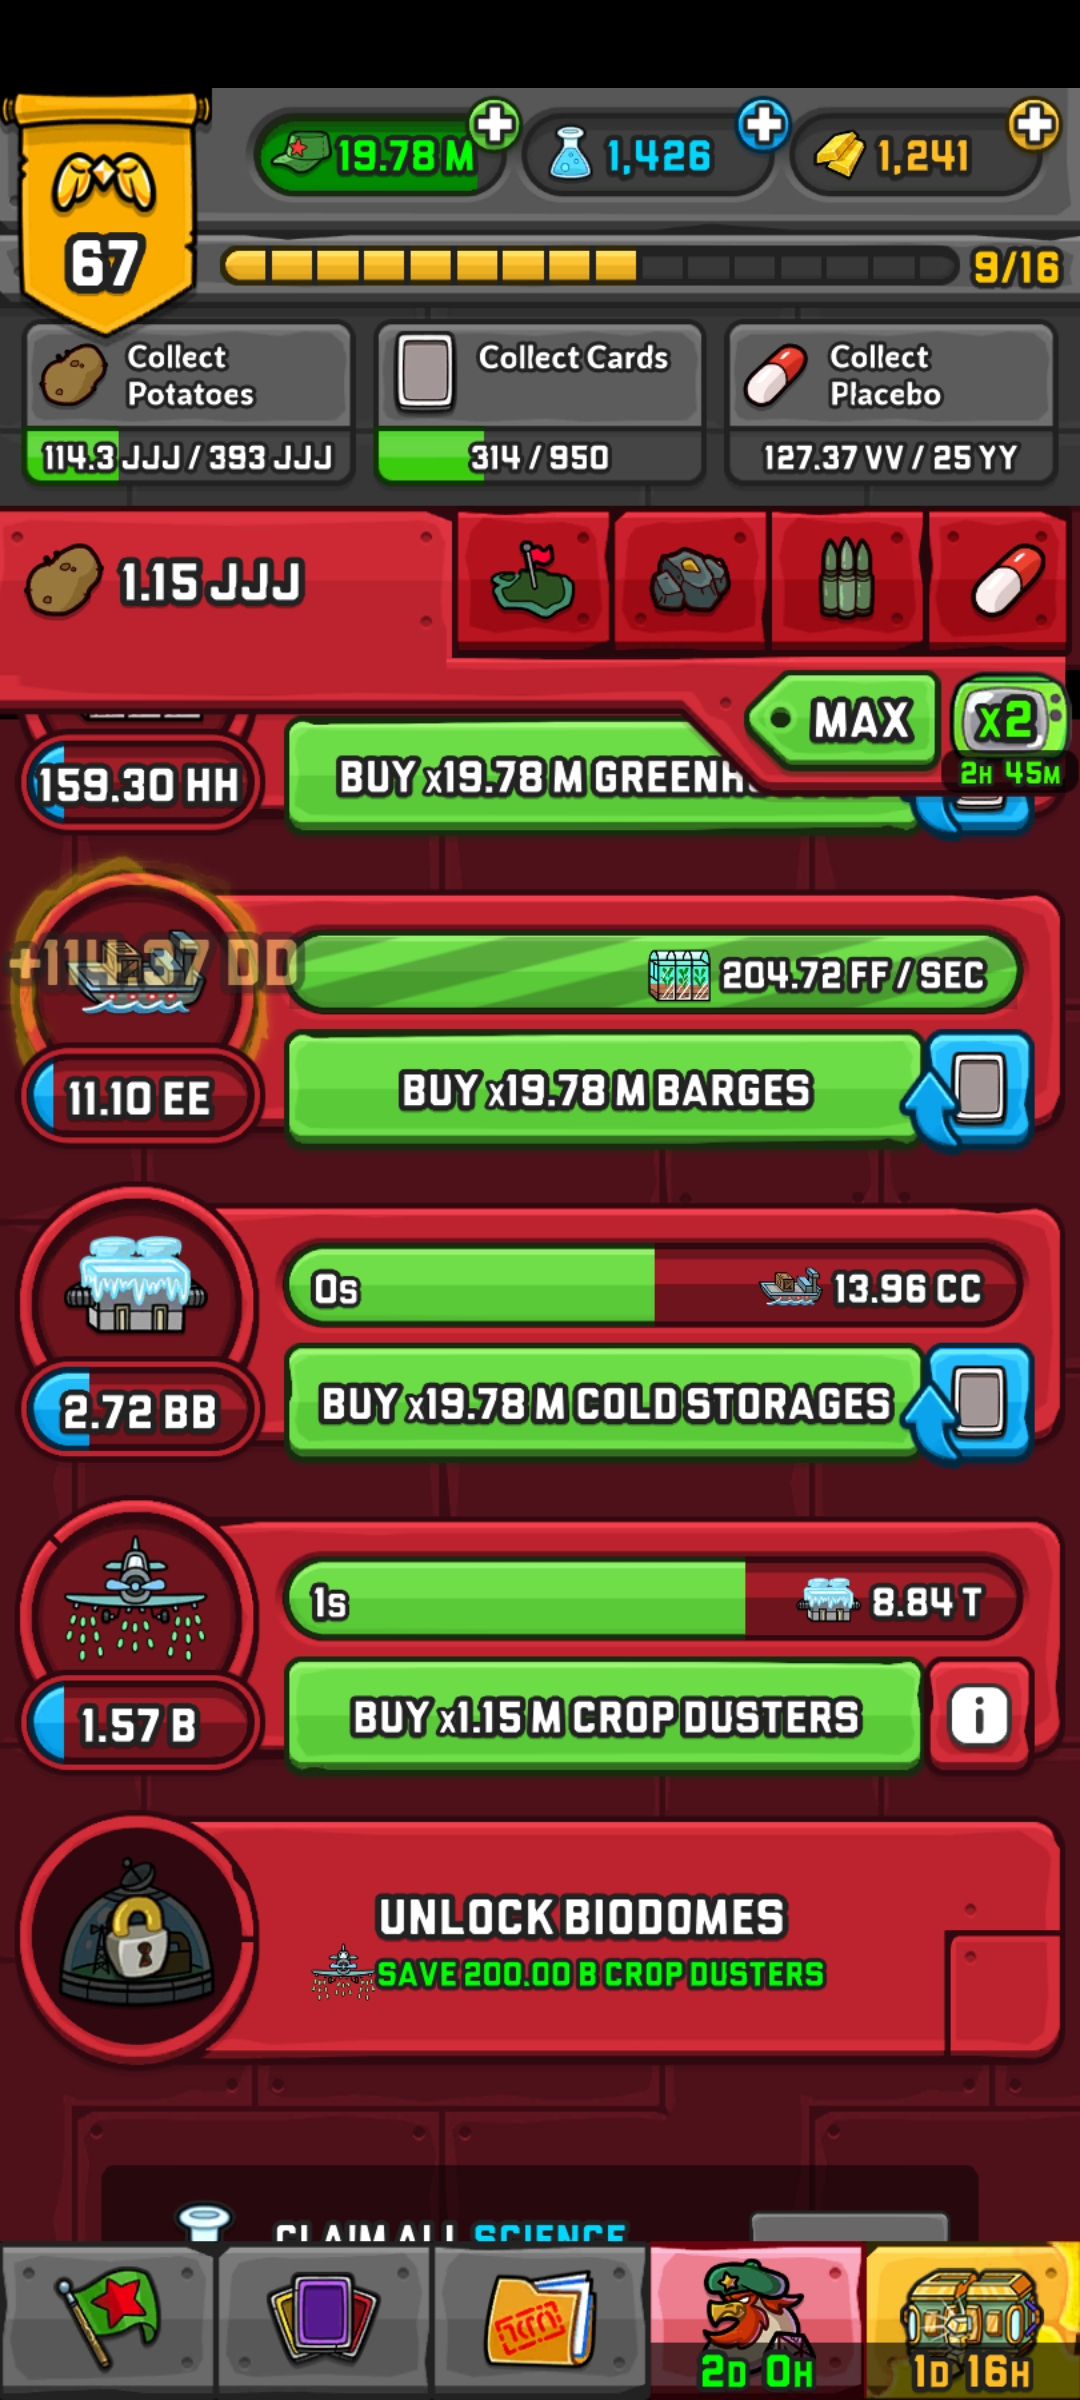 19.78 M
1,426
1,241
67
9/16
Collect
Potatoes
114.3 JJJ / 393 JJJ
Collect Cards
314 / 950
Collect
Placebo
127.37 VV / 25 YY
1.15 JJJ
MAX
x2
2H 45M
159.30 HH
BUY x19.78 M
+114.37 DD
204.72 FF / SEC
11.10 EE
BUY x19.78 M BARGES
0s
13.96 CC
2.72 BB
BUY x19.78 M COLD STORAGES
1s
8.84 T
1.57 B
BUY x1.15 M CROP DUSTERS
i
UNLOCK BIODOMES
SAVE 200.00 B CROP DUSTERS
CLAIM ALL SCIENCE
2D 0H
1D 16H